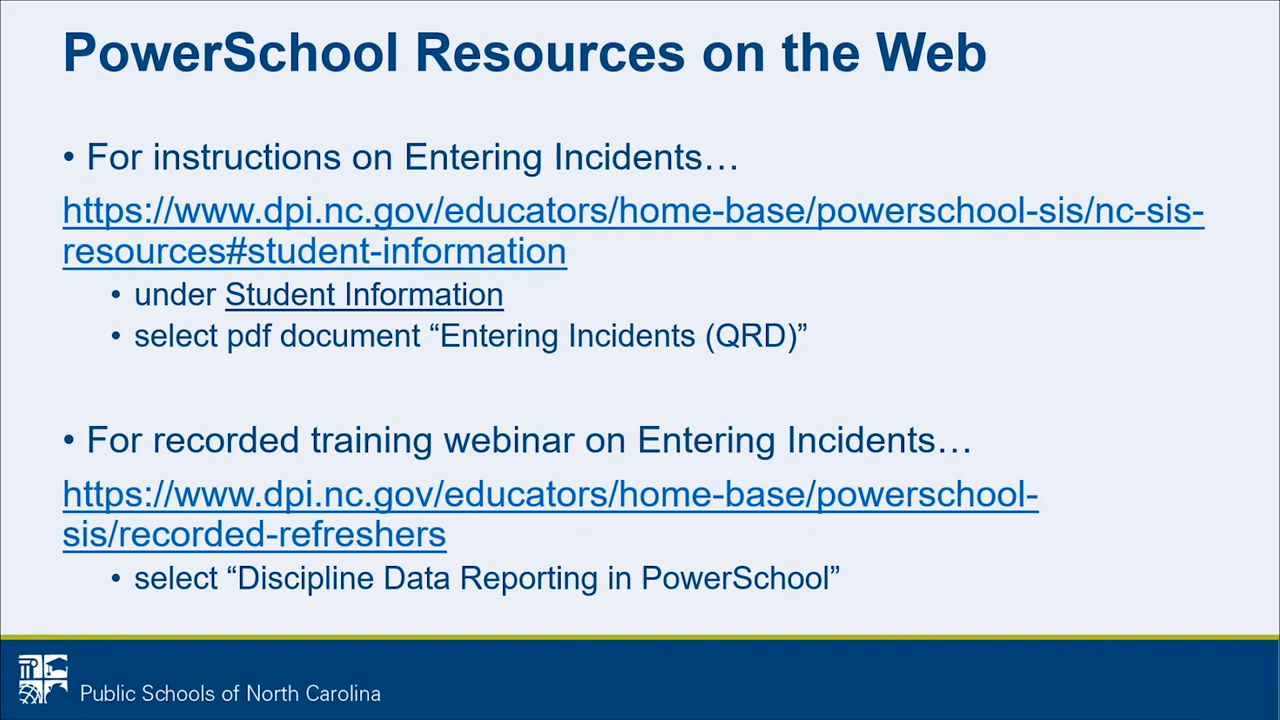 PowerSchool Resources on the Web
• For instructions on Entering Incidents…
https://www.dpi.nc.gov/educators/home-base/powerschool-sis/nc-sis-
resources#student-information
• under Student Information
• select pdf document “Entering Incidents (QRD)”
• For recorded training webinar on Entering Incidents…
https://www.dpi.nc.gov/educators/home-base/powerschool-
sis/recorded-refreshers
• select “Discipline Data Reporting in PowerSchool”
Public Schools of North Carolina